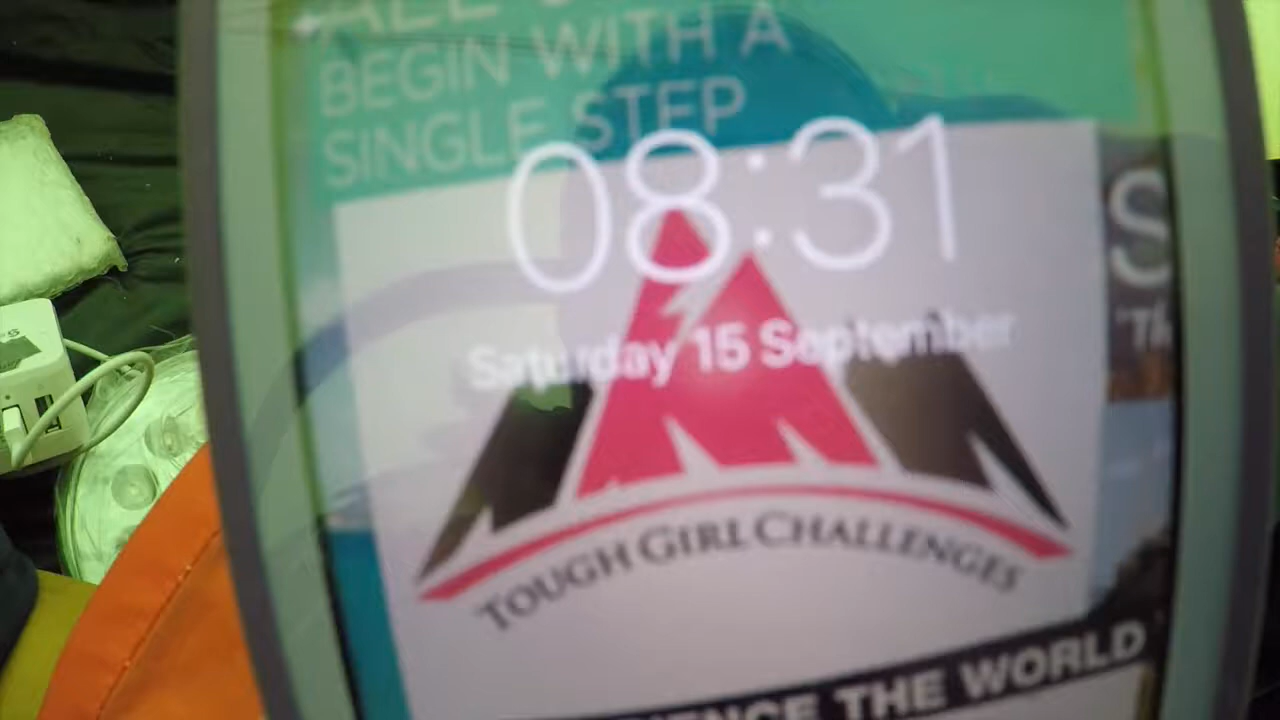 BEGIN WITH A
SINGLE STEP
08:31
Saturday 15 September
TOUGH GIRL CHALLENGES
THE WORLD